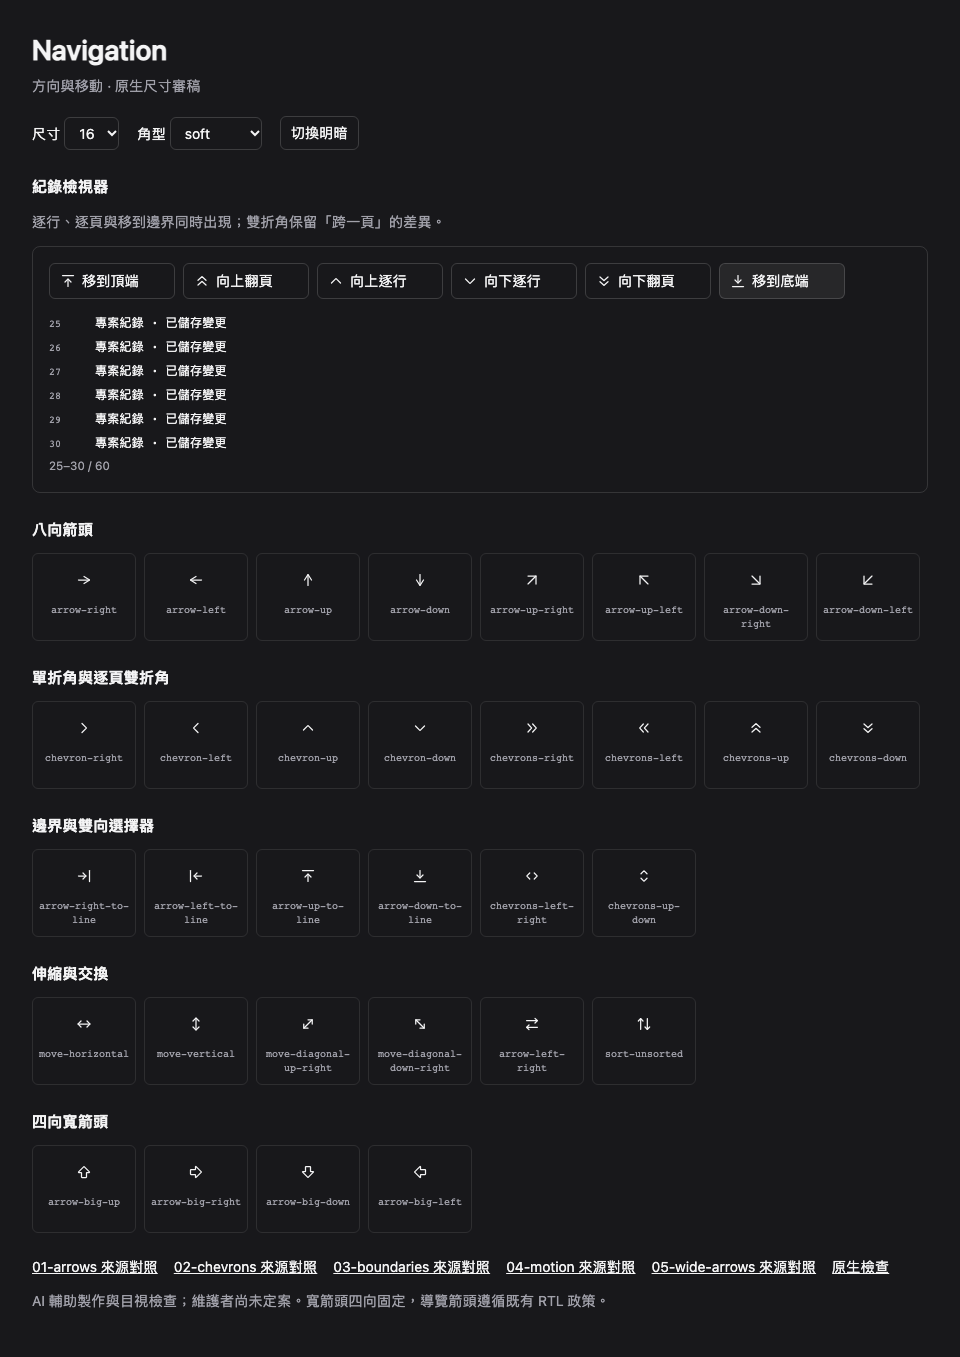 Navigation
方向與移動 · 原生尺寸審稿
尺寸 16 角型 soft 切換明暗
紀錄檢視器
逐行、逐頁與移到邊界同時出現；雙折角保留「跨一頁」的差異。
移到頂端 向上翻頁 向上逐行 向下逐行 向下翻頁 移到底端
25 專案紀錄 · 已儲存變更
26 專案紀錄 · 已儲存變更
27 專案紀錄 · 已儲存變更
28 專案紀錄 · 已儲存變更
29 專案紀錄 · 已儲存變更
30 專案紀錄 · 已儲存變更
25–30 / 60
八向箭頭
arrow-right arrow-left arrow-up arrow-down arrow-up-right arrow-up-left arrow-down- arrow-down-left
right
單折角與逐頁雙折角
chevron-right chevron-left chevron-up chevron-down chevrons-right chevrons-left chevrons-up chevrons-down
邊界與雙向選擇器
arrow-right-to- arrow-left-to- arrow-up-to- arrow-down-to- chevrons-left- chevrons-up-
line line line line right down
伸縮與交換
move-horizontal move-vertical move-diagonal- move-diagonal- arrow-left- sort-unsorted
up-right down-right right
四向寬箭頭
arrow-big-up arrow-big-right arrow-big-down arrow-big-left
01-arrows 來源對照 02-chevrons 來源對照 03-boundaries 來源對照 04-motion 來源對照 05-wide-arrows 來源對照 原生檢查
AI 輔助製作與目視檢查；維護者尚未定案。寬箭頭四向固定，導覽箭頭遵循既有 RTL 政策。